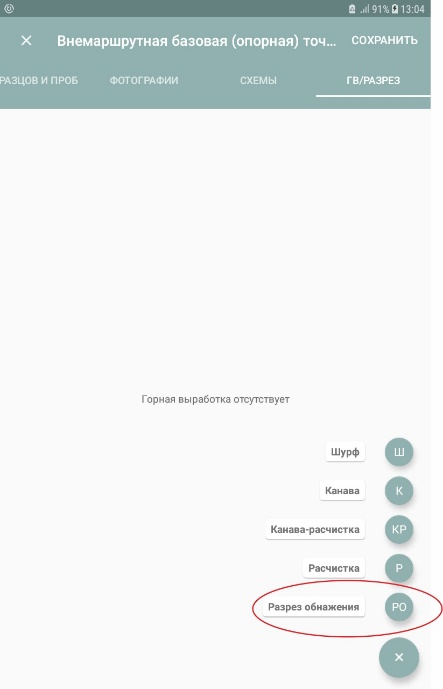 91% 13:04
Внемаршрутная базовая (опорная) точ... СОХРАНИТЬ
РАЗЦОВ И ПРОБ ФОТОГРАФИИ СХЕМЫ ГВ/РАЗРЕЗ
Горная выработка отсутствует
Шурф Ш
Канава К
Канава-расчистка КР
Расчистка Р
Разрез обнажения РО